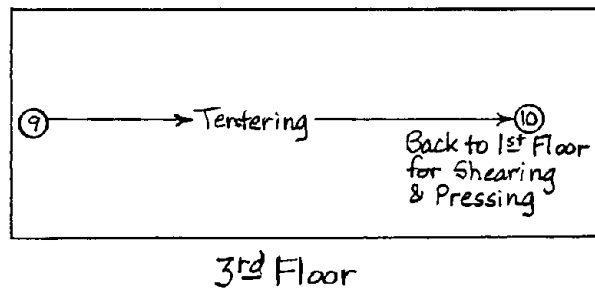 9
Tentering
10
Back to 1st Floor
for Shearing
& Pressing
3rd Floor